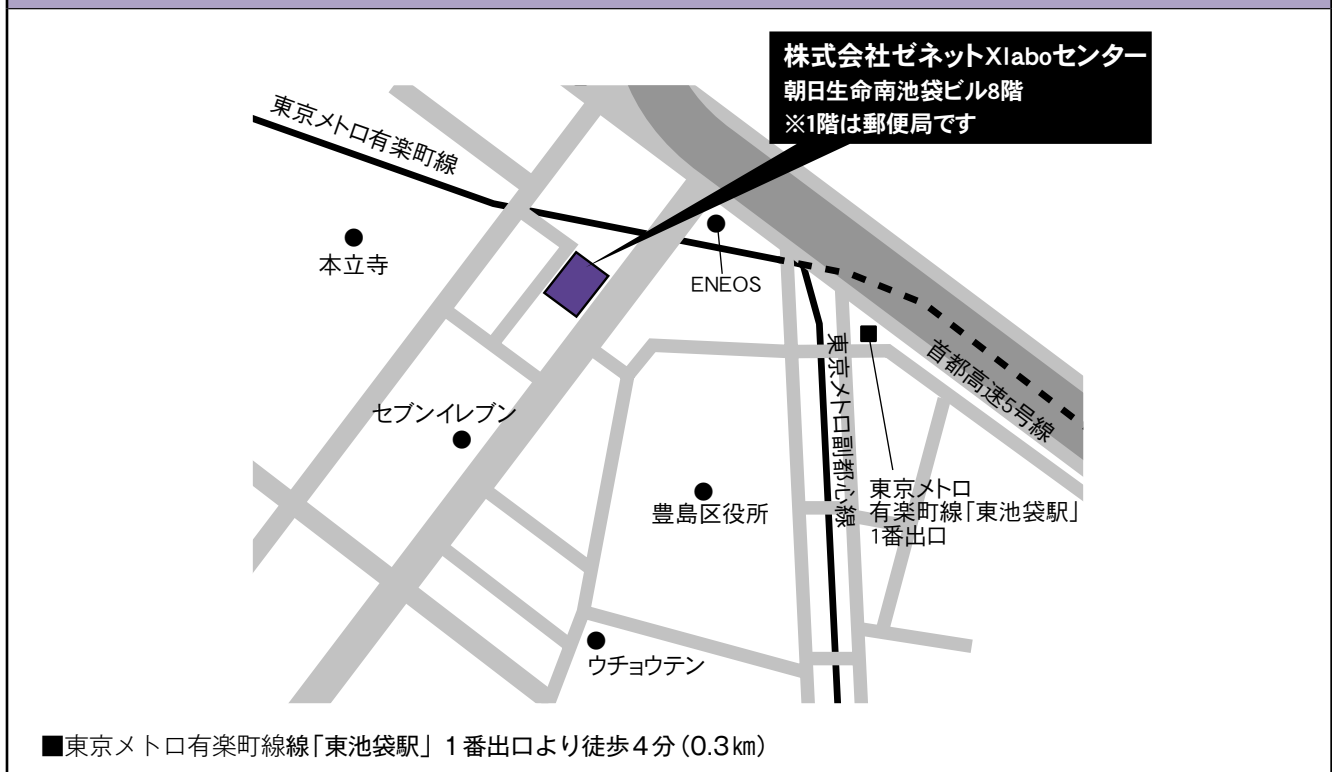 株式会社ゼネットXlaboセンター
朝日生命南池袋ビル8階
※1階は郵便局です
東京メトロ有楽町線
本立寺
ENEOS
東京メトロ副都心線
首都高速5号線
セブンイレブン
豊島区役所
東京メトロ
有楽町線「東池袋駅」
1番出口
ウチョウテン
■東京メトロ有楽町線線「東池袋駅」1番出口より徒歩4分(0.3㎞)